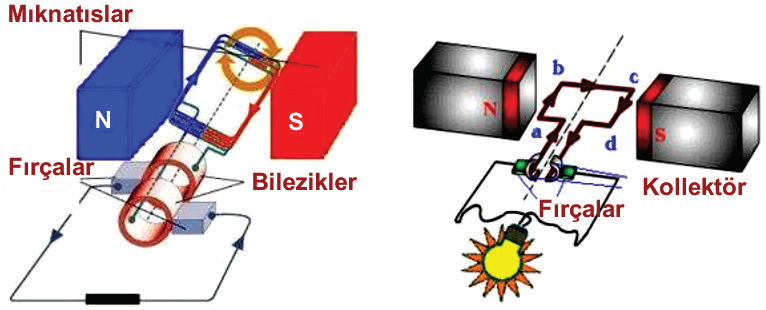 Mıknatıslar
N
S
Fırçalar
Bilezikler
b
c
N
S
a
d
Kollektör
Fırçalar